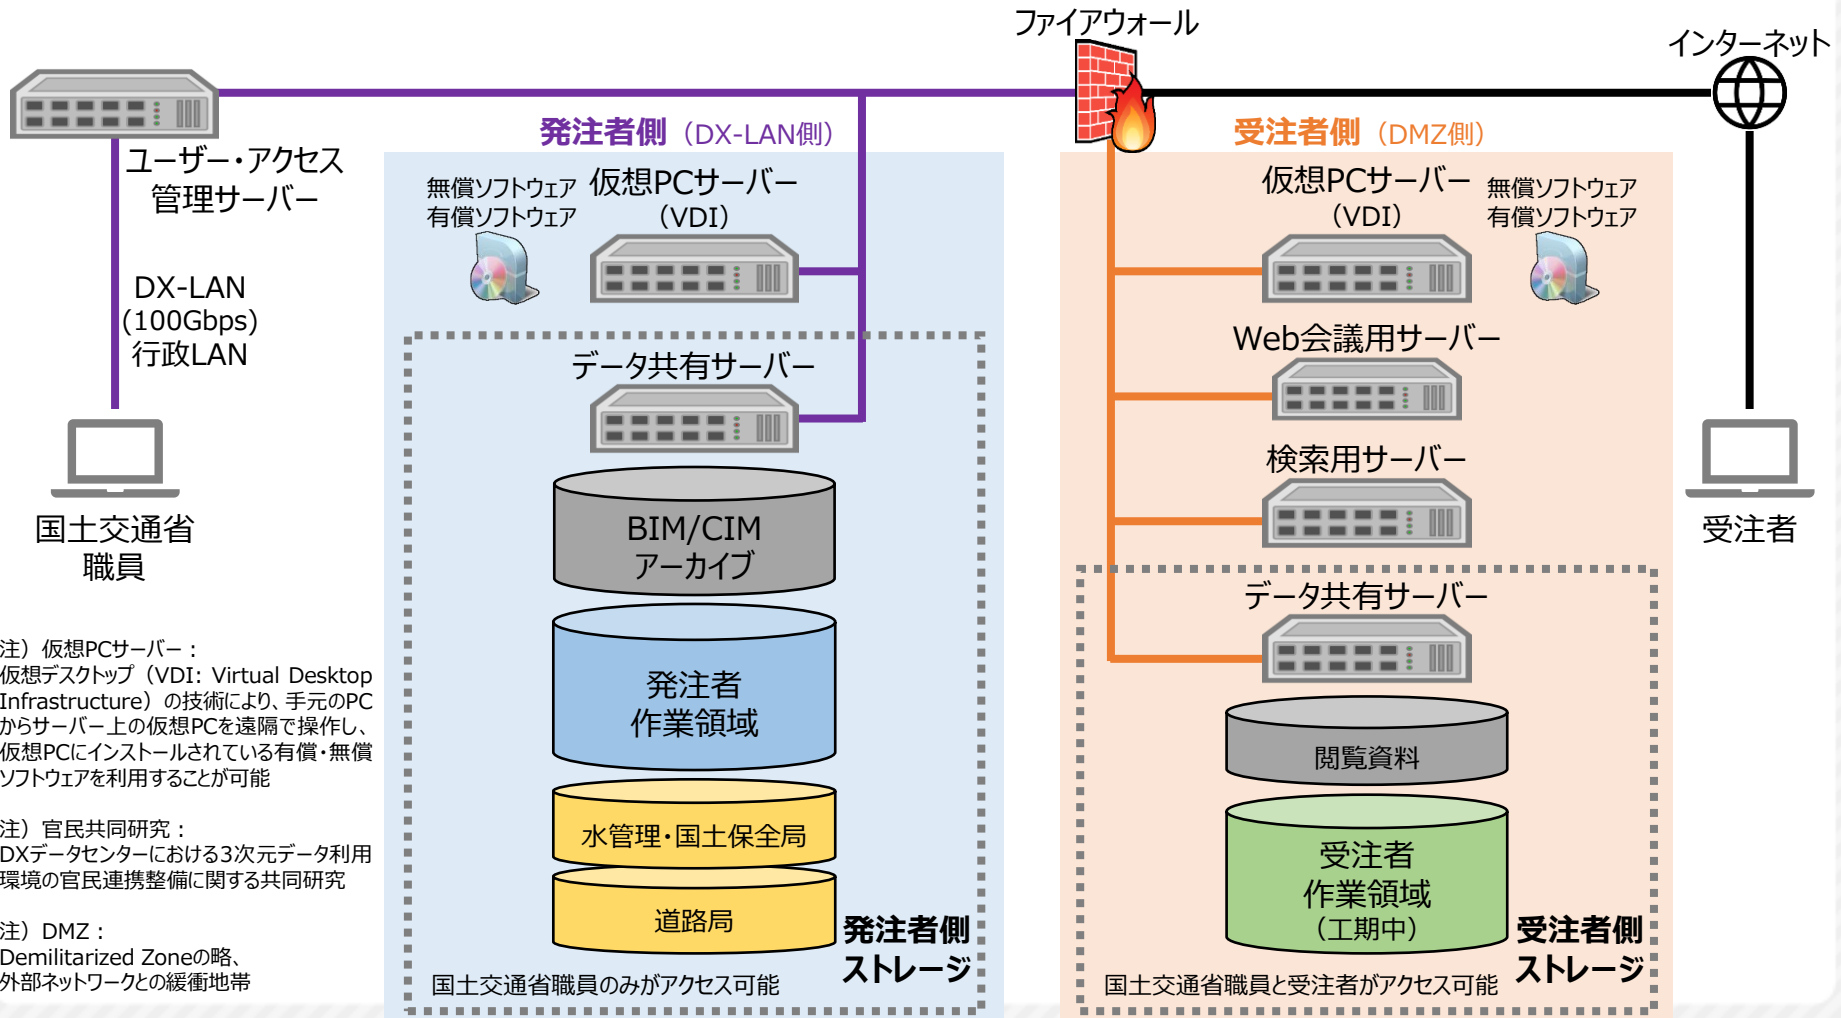 ファイアウォール
インターネット
発注者側（DX-LAN側）
受注者側（DMZ側）
ユーザー・アクセス
管理サーバー
DX-LAN
(100Gbps)
行政LAN
国土交通省
職員
無償ソフトウェア
有償ソフトウェア
仮想PCサーバー
（VDI）
データ共有サーバー
BIM/CIM
アーカイブ
発注者
作業領域
水管理・国土保全局
道路局
発注者側
ストレージ
国土交通省職員のみがアクセス可能
仮想PCサーバー
（VDI）
無償ソフトウェア
有償ソフトウェア
Web会議用サーバー
検索用サーバー
データ共有サーバー
閲覧資料
受注者
作業領域
（工期中）
受注者側
ストレージ
国土交通省職員と受注者がアクセス可能
受注者
注）仮想PCサーバー：
仮想デスクトップ（VDI: Virtual Desktop
Infrastructure）の技術により、手元のPC
からサーバー上の仮想PCを遠隔で操作し、
仮想PCにインストールされている有償・無償
ソフトウェアを利用することが可能
注）官民共同研究：
DXデータセンターにおける3次元データ利用
環境の官民連携整備に関する共同研究
注）DMZ：
Demilitarized Zoneの略、
外部ネットワークとの緩衝地帯